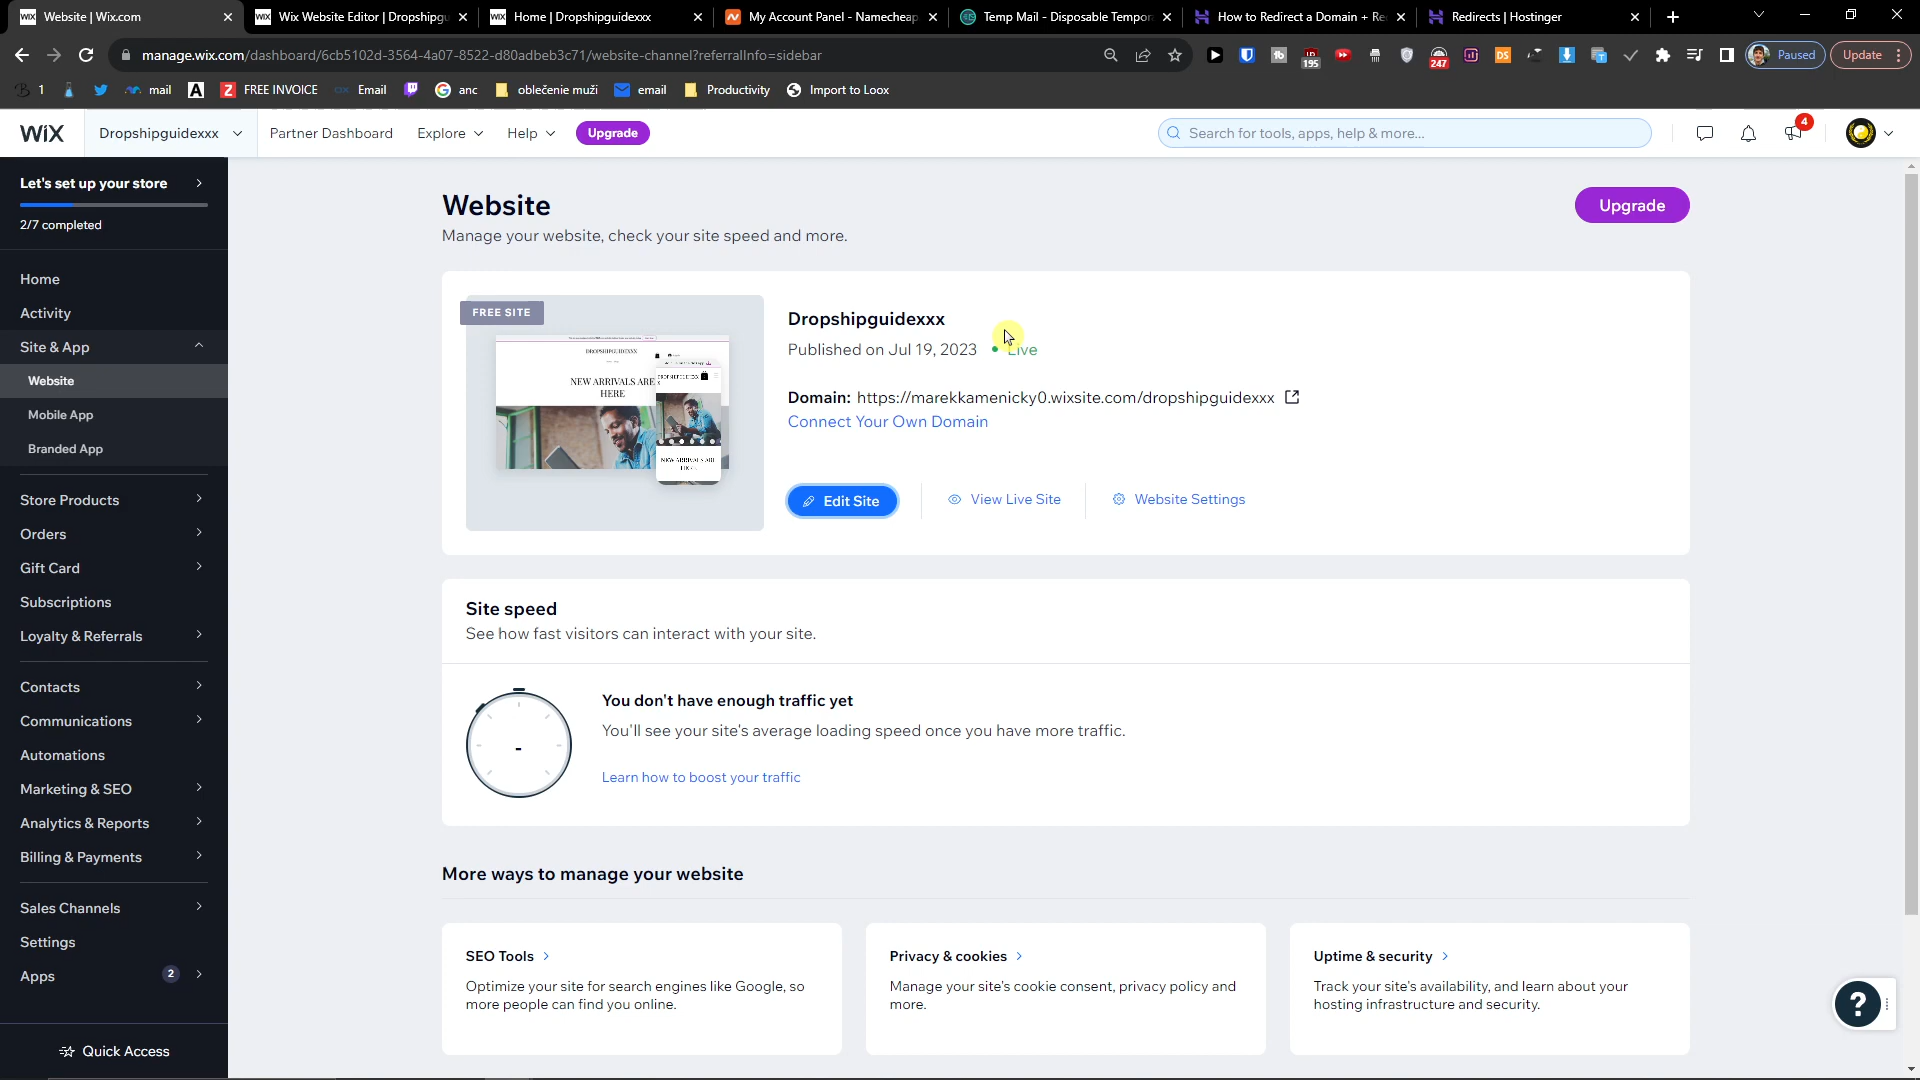 Website | Wix.com
Wix Website Editor | Dropshipgu
Home | Dropshipguidexxx
My Account Panel - Namecheap
Temp Mail - Disposable Tempor
How to Redirect a Domain + Re
Redirects | Hostinger
manage.wix.com/dashboard/6cb5102d-3564-4a07-8522-d80adbeb3c71/website-channel?referralInfo=sidebar
195
247
Paused
Update
1
mail
FREE INVOICE
Email
anc
oblečenie muži
email
Productivity
Import to Loox
WIX
Dropshipguidexxx
Partner Dashboard
Explore
Help
Upgrade
Search for tools, apps, help & more...
4
Let's set up your store
2/7 completed
Home
Activity
Site & App
Website
Mobile App
Branded App
Store Products
Orders
Gift Card
Subscriptions
Loyalty & Referrals
Contacts
Communications
Automations
Marketing & SEO
Analytics & Reports
Billing & Payments
Sales Channels
Settings
Apps
2
Quick Access
Website
Manage your website, check your site speed and more.
Upgrade
FREE SITE
DROPSHIPGUIDEXXX
NEW ARRIVALS ARE
HERE
Dropshipguidexxx
Published on Jul 19, 2023
Live
Domain: https://marekkamenicky0.wixsite.com/dropshipguidexxx
Connect Your Own Domain
Edit Site
View Live Site
Website Settings
Site speed
See how fast visitors can interact with your site.
You don't have enough traffic yet
You'll see your site's average loading speed once you have more traffic.
Learn how to boost your traffic
More ways to manage your website
SEO Tools
Optimize your site for search engines like Google, so
more people can find you online.
Privacy & cookies
Manage your site's cookie consent, privacy policy and
more.
Uptime & security
Track your site's availability, and learn about your
hosting infrastructure and security.
?